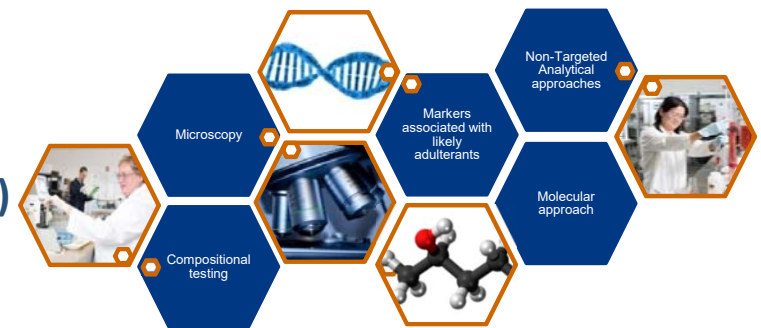 )
Microscopy
Compositional
testing
Markers
associated with
likely
adulterants
Non-Targeted
Analytical
approaches
Molecular
approach